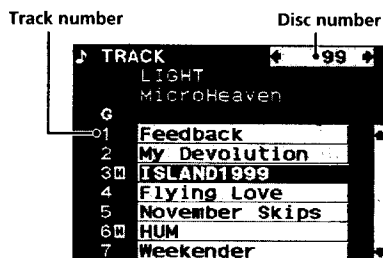 Track number Disc number
♪ TRACK 99
LIGHT
MicroHeaven
G
1 Feedback
2 My Devolution
3 ISLAND1999
4 Flying Love
5 November Skips
6 HUM
7 Weekender